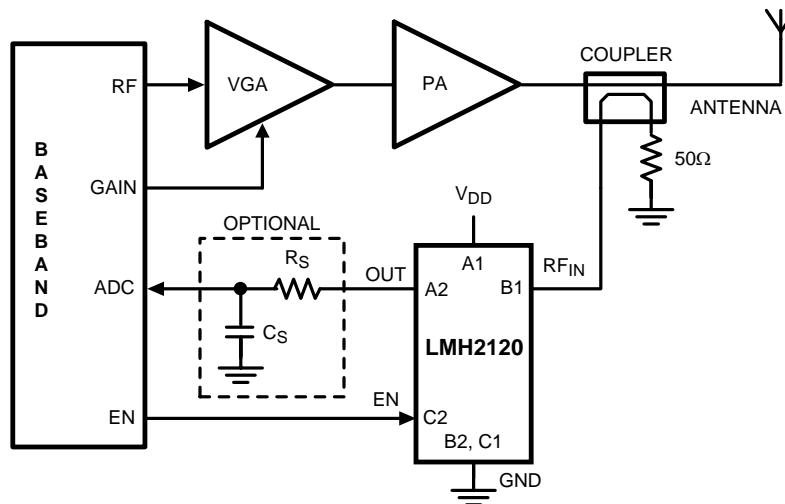 BASEBAND
RF
GAIN
ADC
EN
VGA
PA
COUPLER
ANTENNA
50Ω
OPTIONAL
RS
CS
OUT
EN
VDD
A1
A2
B1
RFIN
LMH2120
C2
B2, C1
GND